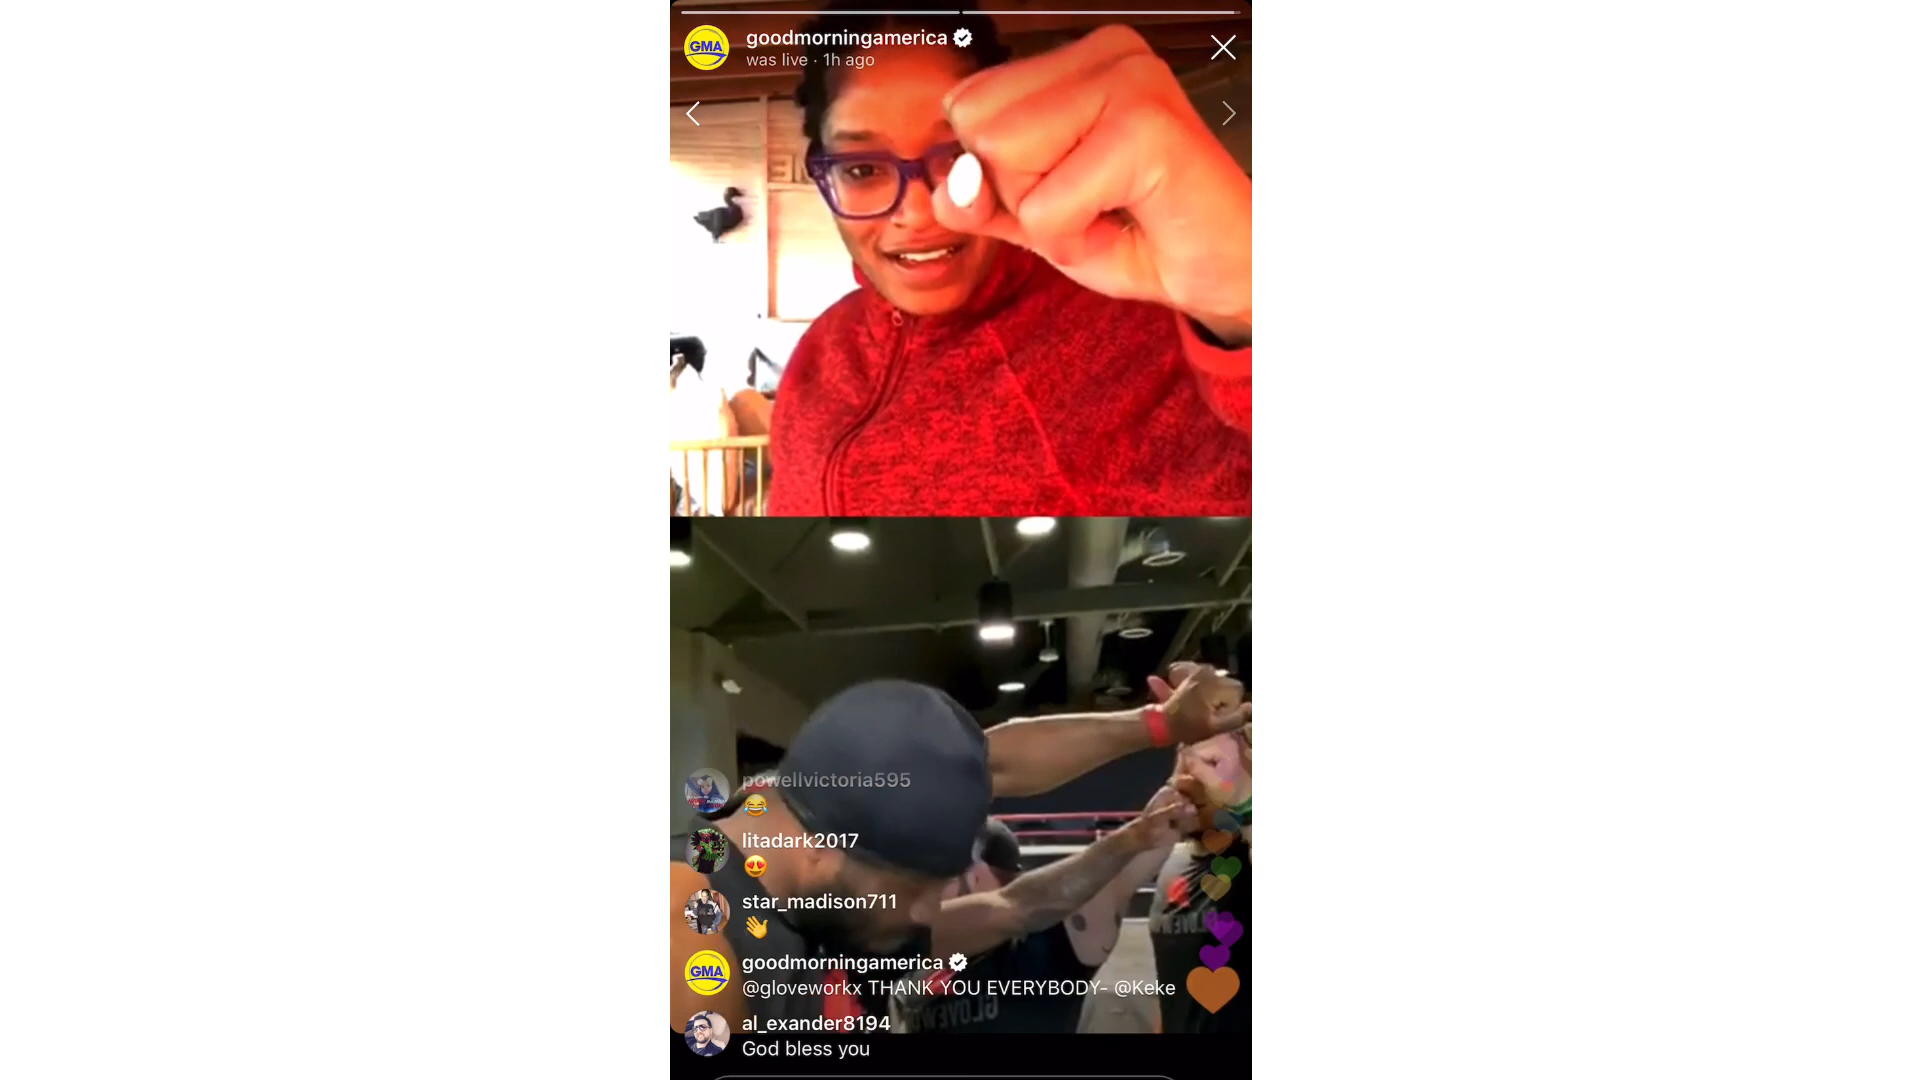 GMA
goodmorningamerica
was live · 1h ago
powellvictoria595
😂
litadark2017
😍
star_madison711
👋
GMA
goodmorningamerica
@gloveworkx THANK YOU EVERYBODY- @Keke
al_exander8194
God bless you